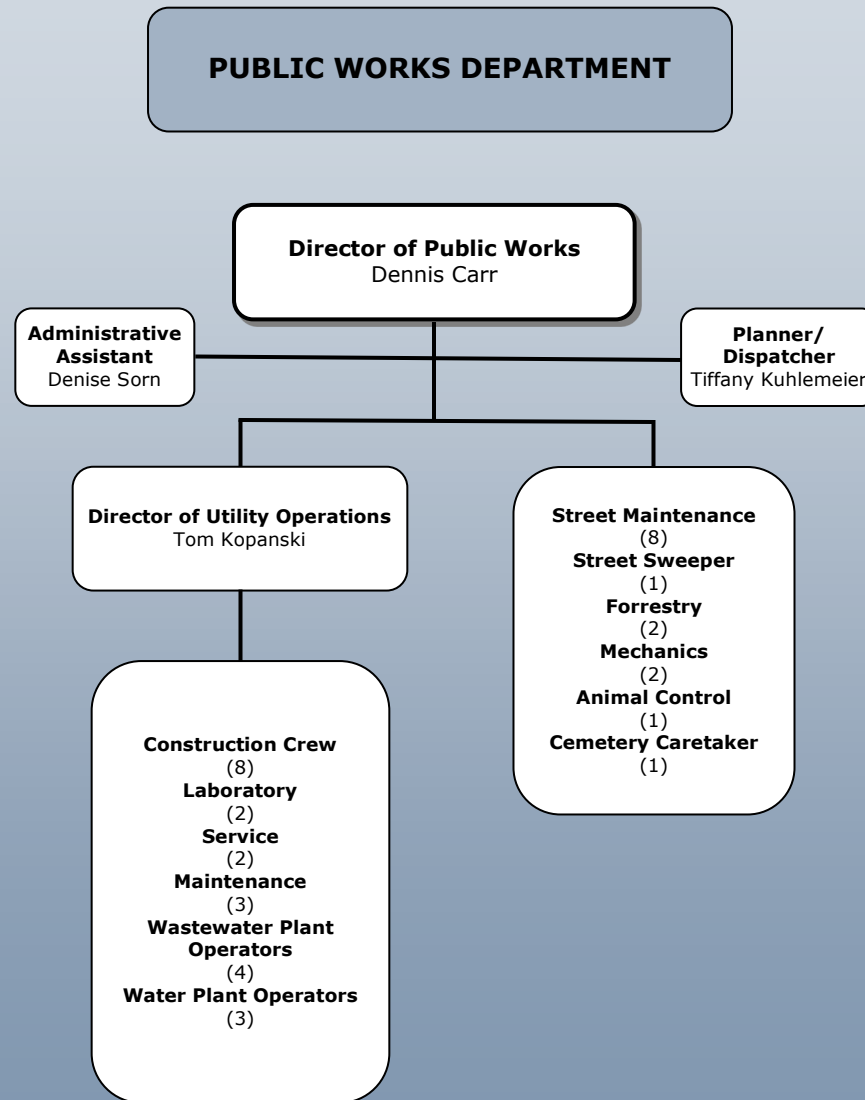 PUBLIC WORKS DEPARTMENT
Director of Public Works
Dennis Carr
Administrative
Assistant
Denise Sorn
Planner/
Dispatcher
Tiffany Kuhlemeier
Director of Utility Operations
Tom Kopanski
Street Maintenance
(8)
Street Sweeper
(1)
Forrestry
(2)
Mechanics
(2)
Animal Control
(1)
Cemetery Caretaker
(1)
Construction Crew
(8)
Laboratory
(2)
Service
(2)
Maintenance
(3)
Wastewater Plant
Operators
(4)
Water Plant Operators
(3)